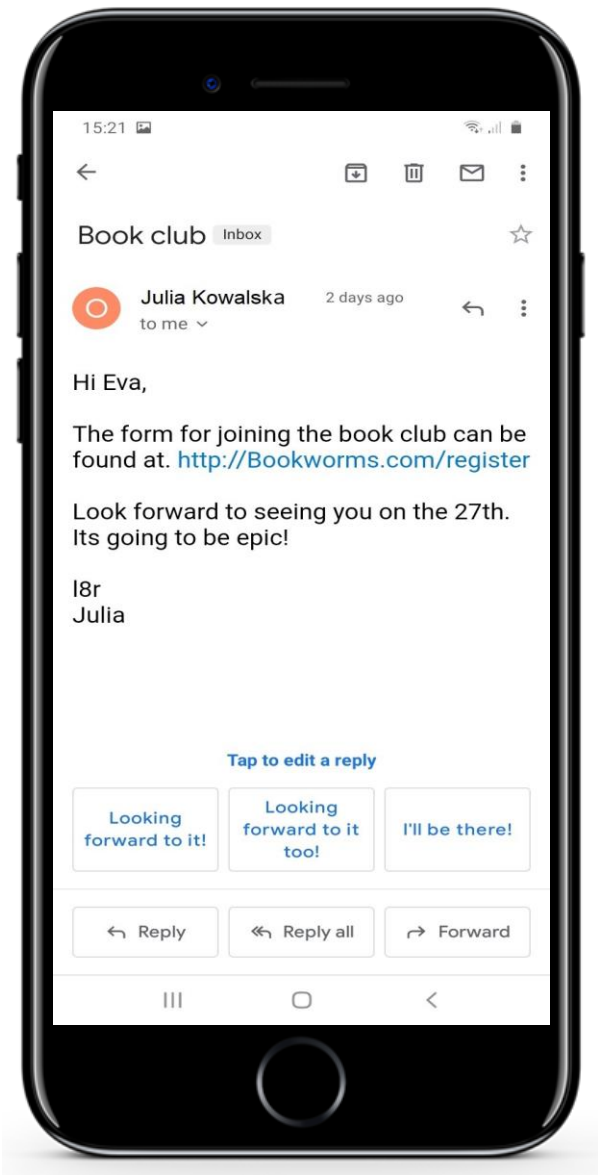 15:21
Book club Inbox
O
Julia Kowalska 2 days ago
to me
Hi Eva,
The form for joining the book club can be
found at. http://Bookworms.com/register
Look forward to seeing you on the 27th.
Its going to be epic!
l8r
Julia
Tap to edit a reply
Looking
forward to it!
Looking
forward to it
too!
I'll be there!
Reply Reply all Forward